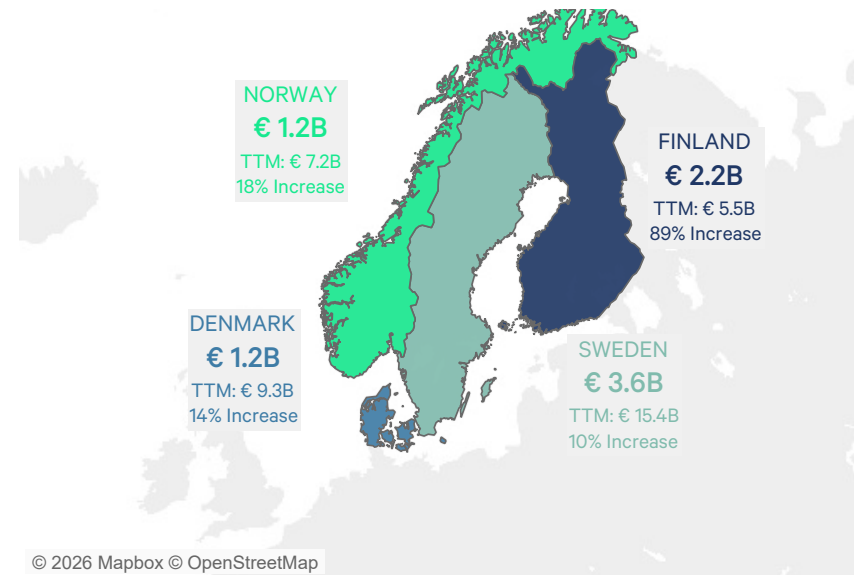 NORWAY
€ 1.2B
TTM: € 7.2B
18% Increase
FINLAND
€ 2.2B
TTM: € 5.5B
89% Increase
DENMARK
€ 1.2B
TTM: € 9.3B
14% Increase
SWEDEN
€ 3.6B
TTM: € 15.4B
10% Increase
© 2026 Mapbox © OpenStreetMap